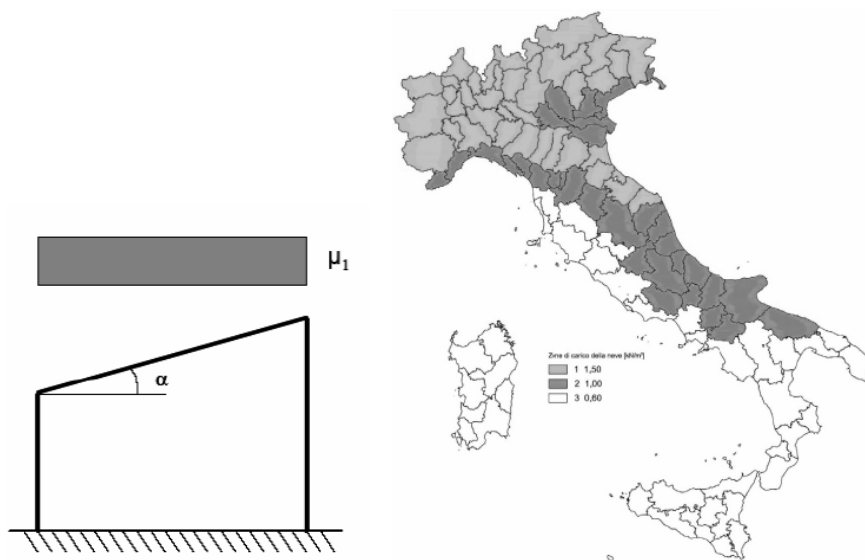 μ1
α
Zone di carico della neve [kN/m²]
1 1,50
2 1,00
3 0,60